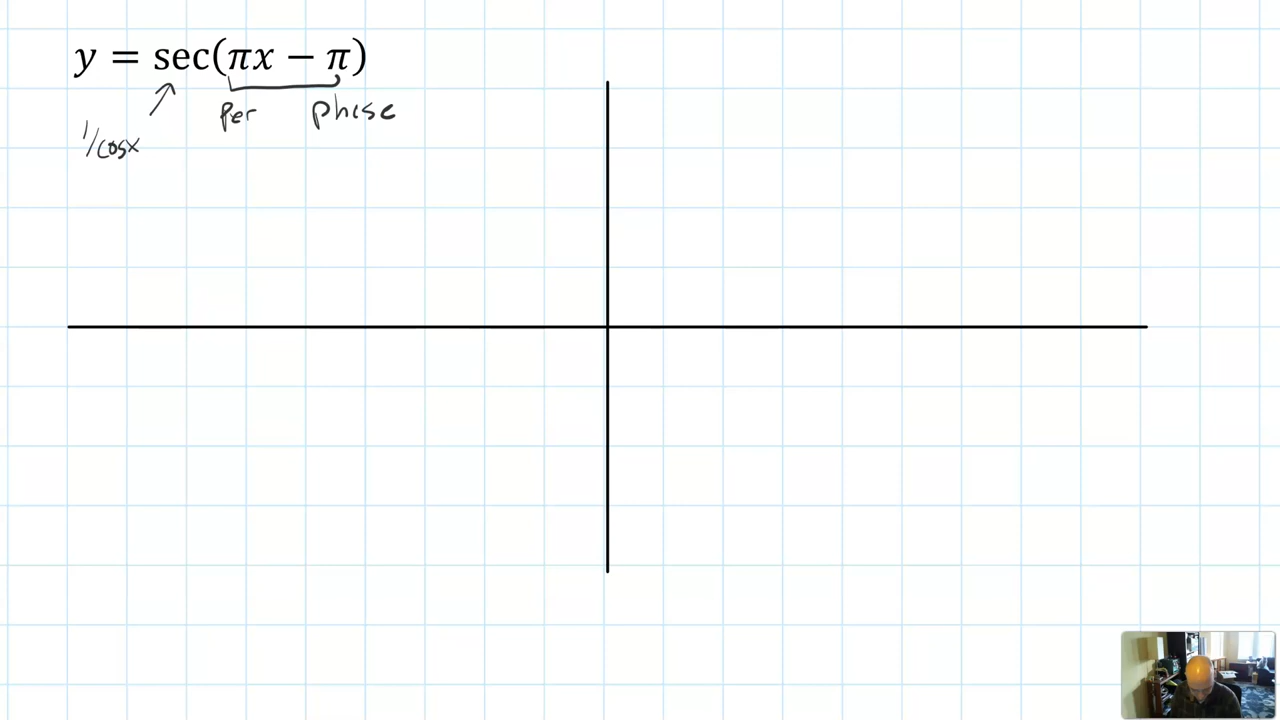 y = sec(πx − π)
per phase
1/cosx